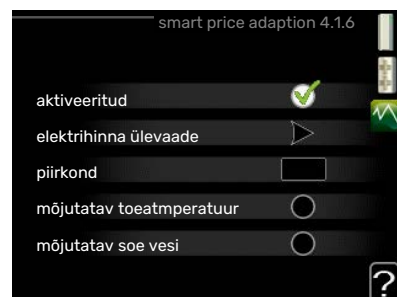 smart price adaption 4.1.6
aktiveeritud
elektrihinna ülevaade
piirkond
mõjutatav toeatmperatuur
mõjutatav soe vesi
?